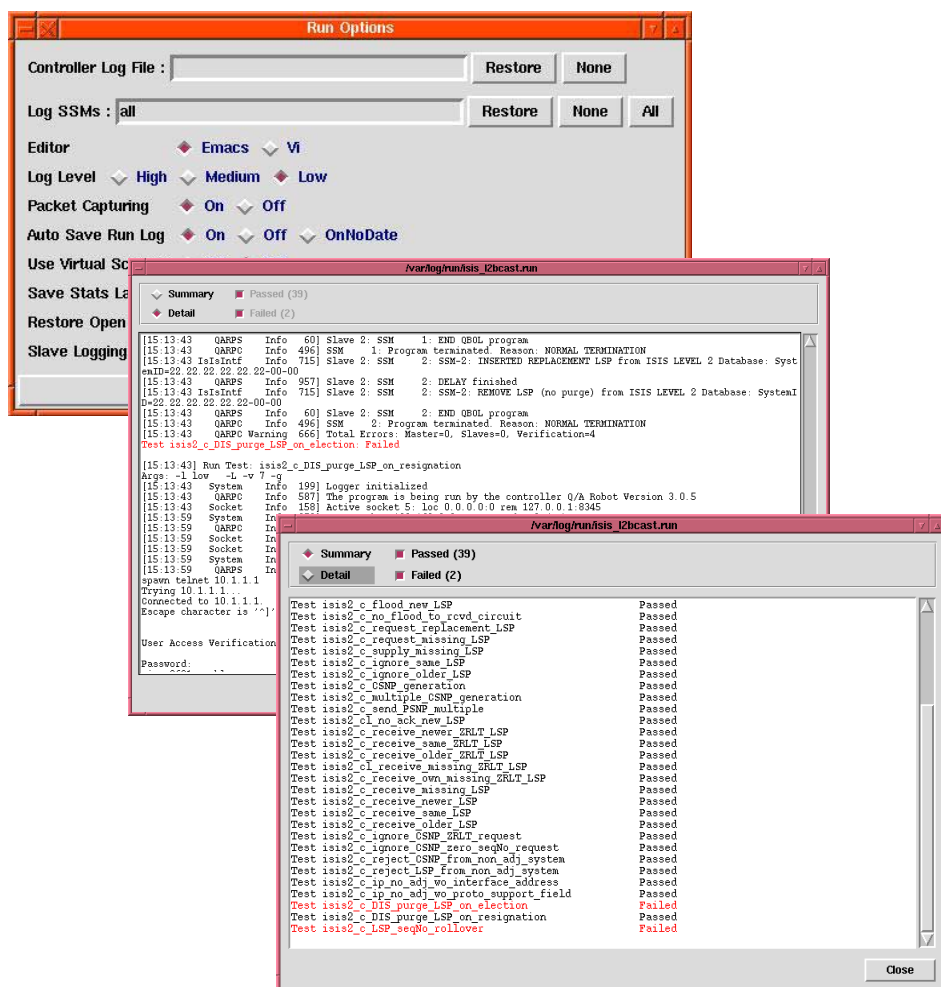 Run Options
Controller Log File : Restore None
Log SSMs : all Restore None All
Editor Emacs Vi
Log Level High Medium Low
Packet Capturing On Off
Auto Save Run Log On Off OnNoDate
Use Virtual Sc
Save Stats La
Restore Open
Slave Logging
/var/log/run/isis_l2bcast.run
Summary Passed (39)
Detail Failed (2)
[15:13:43 QARPS Info 60] Slave 2: SSM 1: END QBOL program
[15:13:43 QARPC Info 496] SSM 1: Program terminated. Reason: NORMAL TERMINATION
[15:13:43 IsIsIntf Info 715] Slave 2: SSM 2: SSM-2: INSERTED REPLACEMENT LSP from ISIS LEVEL 2 Database: Syst
emID=22.22.22.22.22.22-00-00
[15:13:43 QARPS Info 957] Slave 2: SSM 2: DELAY finished
[15:13:43 IsIsIntf Info 715] Slave 2: SSM 2: SSM-2: REMOVE LSP (no purge) from ISIS LEVEL 2 Database: SystemI
D=22.22.22.22.22.22-00-00
[15:13:43 QARPS Info 60] Slave 2: SSM 2: END QBOL program
[15:13:43 QARPC Info 496] SSM 2: Program terminated. Reason: NORMAL TERMINATION
[15:13:43 QARPC Warning 666] Total Errors: Master=0, Slaves=0, Verification=4
Test isis2_c_DIS_purge_LSP_on_election: Failed
[15:13:43] Run Test: isis2_c_DIS_purge_LSP_on_resignation
Args: -l low -L -v 7 -g
[15:13:43 System Info 199] Logger initialized
[15:13:43 QARPC Info 587] The program is being run by the controller Q/A Robot Version 3.0.5
[15:13:43 Socket Info 158] Active socket 5: loc 0.0.0.0:0 rem 127.0.0.1:8345
[15:13:59 System In
[15:13:59 QARPC In
[15:13:59 Socket In
[15:13:59 Socket In
[15:13:59 System In
[15:13:59 QARPS In
spawn telnet 10.1.1.1
Trying 10.1.1.1...
Connected to 10.1.1.1.
Escape character is '^]'
User Access Verification
Password:
/var/log/run/isis_l2bcast.run
Summary Passed (39)
Detail Failed (2)
Test isis2_c_flood_new_LSP Passed
Test isis2_c_no_flood_to_rcvd_circuit Passed
Test isis2_c_request_replacement_LSP Passed
Test isis2_c_request_missing_LSP Passed
Test isis2_c_supply_missing_LSP Passed
Test isis2_c_ignore_same_LSP Passed
Test isis2_c_ignore_older_LSP Passed
Test isis2_c_CSNP_generation Passed
Test isis2_c_multiple_CSNP_generation Passed
Test isis2_c_send_PSNP_multiple Passed
Test isis2_cl_no_ack_new_LSP Passed
Test isis2_c_receive_newer_ZRLT_LSP Passed
Test isis2_c_receive_same_ZRLT_LSP Passed
Test isis2_c_receive_older_ZRLT_LSP Passed
Test isis2_cl_receive_missing_ZRLT_LSP Passed
Test isis2_c_receive_own_missing_ZRLT_LSP Passed
Test isis2_c_receive_missing_LSP Passed
Test isis2_c_receive_newer_LSP Passed
Test isis2_c_receive_same_LSP Passed
Test isis2_c_receive_older_LSP Passed
Test isis2_c_ignore_CSNP_ZRLT_request Passed
Test isis2_c_ignore_CSNP_zero_seqNo_request Passed
Test isis2_c_reject_CSNP_from_non_adj_system Passed
Test isis2_c_reject_LSP_from_non_adj_system Passed
Test isis2_c_ip_no_adj_wo_interface_address Passed
Test isis2_c_ip_no_adj_wo_proto_support_field Passed
Test isis2_c_DIS_purge_LSP_on_election Failed
Test isis2_c_DIS_purge_LSP_on_resignation Passed
Test isis2_c_LSP_seqNo_rollover Failed
Close